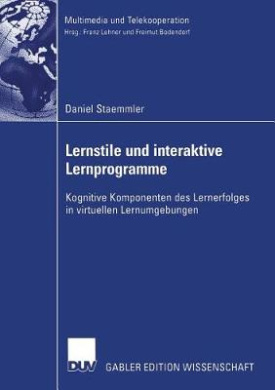 Multimedia und Telekooperation
Hrsg. Franz Lehner und Freimut Bodendorf
Daniel Staemmler
Lernstile und interaktive
Lernprogramme
Kognitive Komponenten des Lernerfolges
in virtuellen Lernumgebungen
DUV
GABLER EDITION WISSENSCHAFT